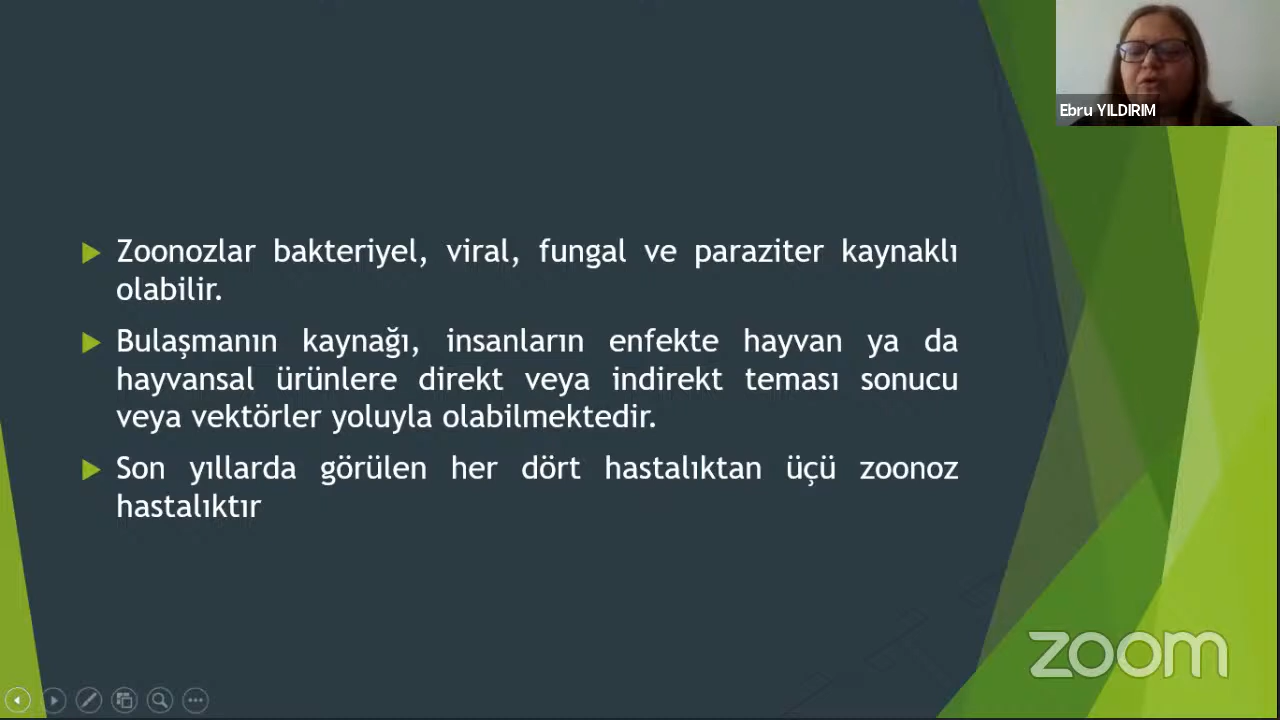 Ebru YILDIRIM
Zoonozlar bakteriyel, viral, fungal ve paraziter kaynaklı
olabilir.
Bulaşmanın kaynağı, insanların enfekte hayvan ya da
hayvansal ürünlere direkt veya indirekt teması sonucu
veya vektörler yoluyla olabilmektedir.
Son yıllarda görülen her dört hastalıktan üçü zoonoz
hastalıktır
zoom